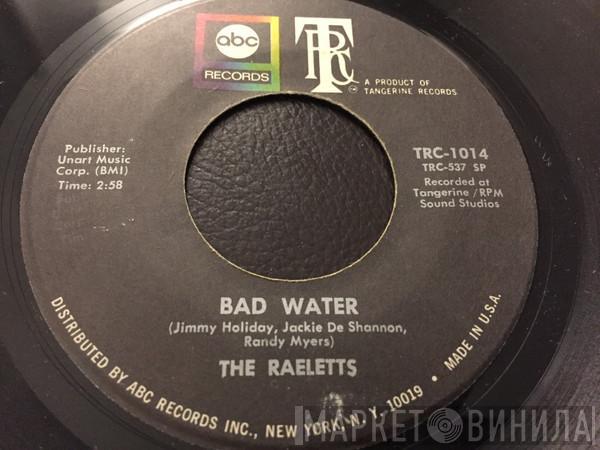 abc
RECORDS
TRC
A PRODUCT OF
TANGERINE RECORDS
Publisher:
Unart Music
Corp. (BMI)
Time: 2:58
TRC-1014
TRC-537 SP
Recorded at
Tangerine/RPM
Sound Studios
BAD WATER
(Jimmy Holiday, Jackie De Shannon,
Randy Myers)
THE RAELETTS
DISTRIBUTED BY ABC RECORDS INC., NEW YORK, N. Y. 10019 • MADE IN U.S.A.
МАРКЕТ ВИНИЛА